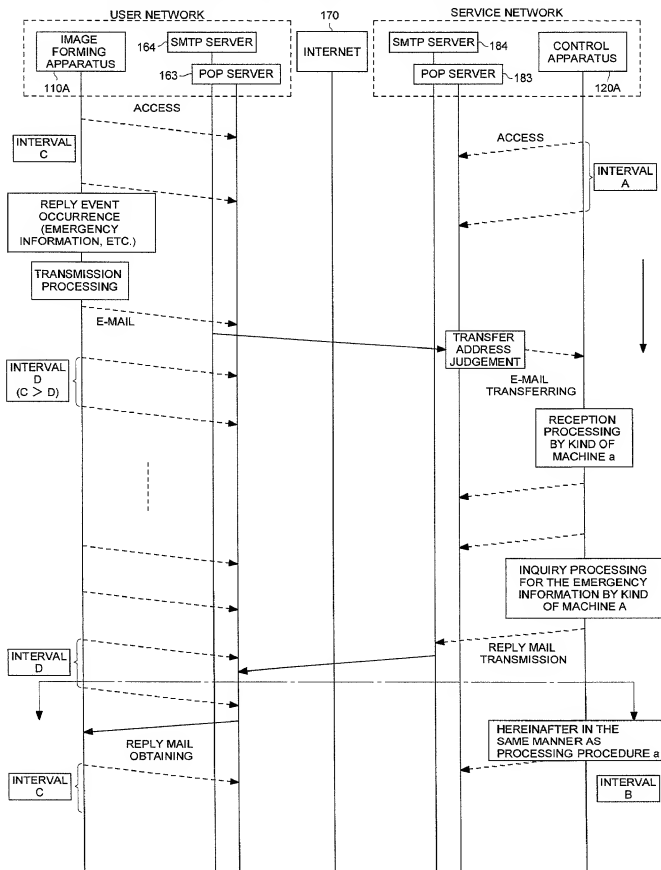 USER NETWORK
170
SERVICE NETWORK
IMAGE
FORMING
APPARATUS
110A
164
SMTP SERVER
163
POP SERVER
INTERNET
SMTP SERVER
184
POP SERVER
183
CONTROL
APPARATUS
120A
ACCESS
INTERVAL
C
ACCESS
INTERVAL
A
REPLY EVENT
OCCURRENCE
(EMERGENCY
INFORMATION, ETC.)
TRANSMISSION
PROCESSING
E-MAIL
TRANSFER
ADDRESS
JUDGEMENT
E-MAIL
TRANSFERRING
INTERVAL
D
(C > D)
RECEPTION
PROCESSING
BY KIND OF
MACHINE a
INQUIRY PROCESSING
FOR THE EMERGENCY
INFORMATION BY KIND
OF MACHINE A
REPLY MAIL
TRANSMISSION
INTERVAL
D
REPLY MAIL
OBTAINING
HEREINAFTER IN THE
SAME MANNER AS
PROCESSING PROCEDURE a
INTERVAL
C
INTERVAL
B